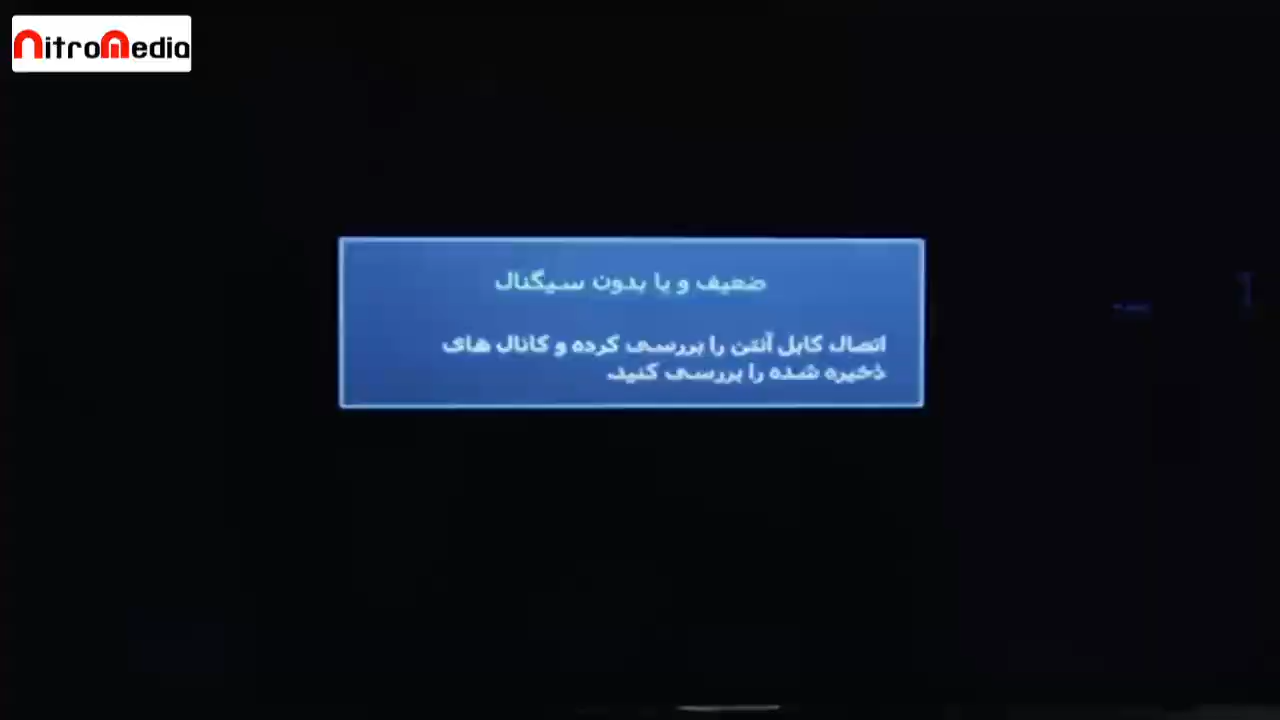 NitroMedia
ضعیف و یا بدون سیگنال
اتصال کابل آنتن را بررسی کرده و کانال های
ذخیره شده را بررسی کنید.